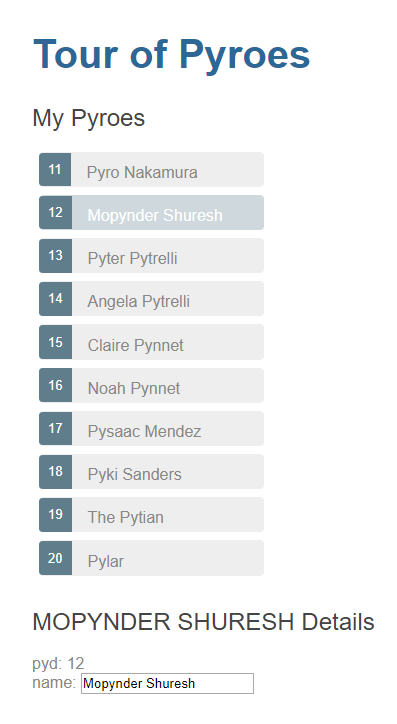 Tour of Pyroes
My Pyroes
11 Pyro Nakamura
12 Mopynder Shuresh
13 Pyter Pytrelli
14 Angela Pytrelli
15 Claire Pynnet
16 Noah Pynnet
17 Pysaac Mendez
18 Pyki Sanders
19 The Pytian
20 Pylar
MOPYNDER SHURESH Details
pyd: 12
name: Mopynder Shuresh